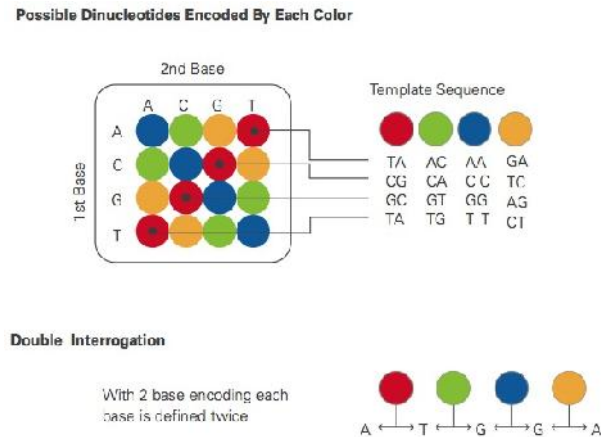 Possible Dinucleotides Encoded By Each Color
2nd Base
Template Sequence
A C G T
A
C
G
T
1st Base
TA AC AA GA
CG CA CC TC
GC GT GG AG
TA TG TT CT
Double Interrogation
With 2 base encoding each
base is defined twice
A T G G A